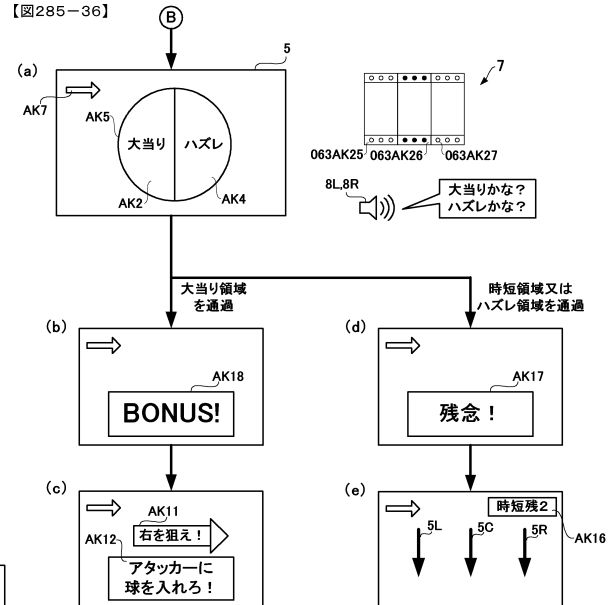 【図285－36】
B
(a)
5
AK7
AK5
大当り
ハズレ
AK2
AK4
7
063AK25
063AK26
063AK27
8L,8R
大当りかな？
ハズレかな？
大当り領域
を通過
時短領域又は
ハズレ領域を通過
(b)
AK18
BONUS!
(d)
AK17
残念！
(c)
AK11
右を狙え！
AK12
アタッカーに
球を入れろ！
(e)
時短残２
AK16
5L
5C
5R